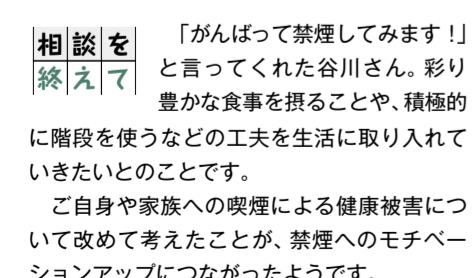 相談を
終えて
「がんばって禁煙してみます！」
と言ってくれた谷川さん。彩り
豊かな食事を摂ることや、積極的
に階段を使うなどの工夫を生活に取り入れて
いきたいとのことです。
ご自身や家族への喫煙による健康被害につ
いて改めて考えたことが、禁煙へのモチベー
ションアップにつながったようです。